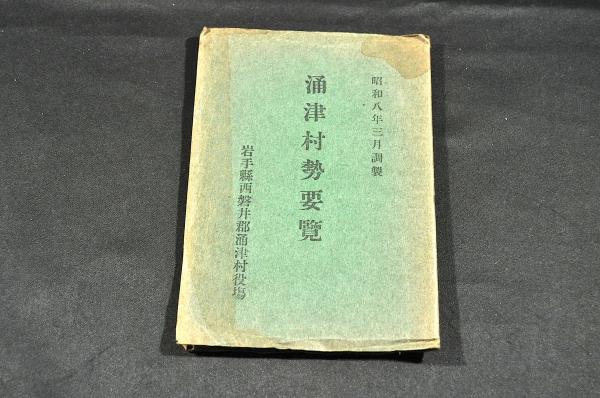 昭和八年三月調製
涌津村勢要覽
岩手縣西磐井郡涌津村役場